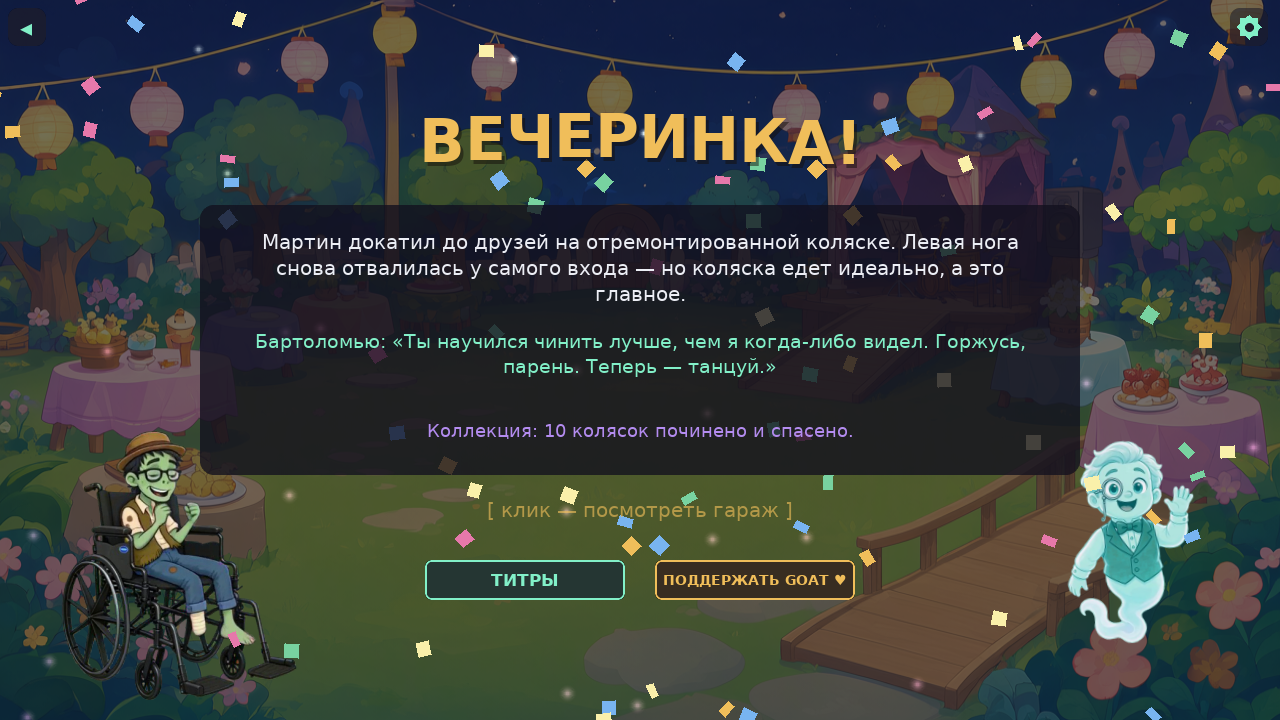 ВЕЧЕРИНКА!
Мартин докатил до друзей на отремонтированной коляске. Левая нога
снова отвалилась у самого входа — но коляска едет идеально, а это
главное.
Бартоломью: «Ты научился чинить лучше, чем я когда-либо видел. Горжусь,
парень. Теперь — танцуй.»
Коллекция: 10 колясок починено и спасено.
[ клик — посмотреть гараж ]
ТИТРЫ
ПОДДЕРЖАТЬ GOAT ♥